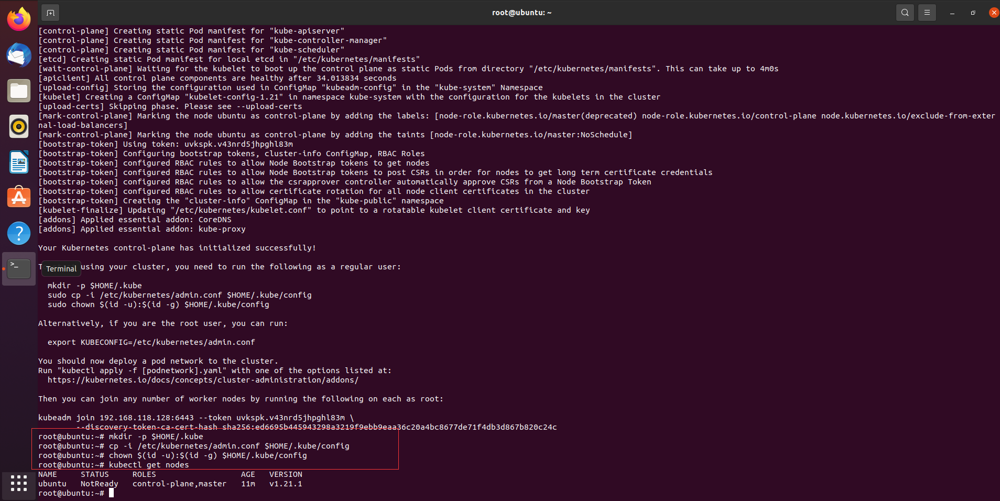 root@ubuntu: ~
[control-plane] Creating static Pod manifest for "kube-apiserver"
[control-plane] Creating static Pod manifest for "kube-controller-manager"
[control-plane] Creating static Pod manifest for "kube-scheduler"
[etcd] Creating static Pod manifest for local etcd in "/etc/kubernetes/manifests"
[wait-control-plane] Waiting for the kubelet to boot up the control plane as static Pods from directory "/etc/kubernetes/manifests". This can take up to 4m0s
[apiclient] All control plane components are healthy after 34.013834 seconds
[upload-config] Storing the configuration used in ConfigMap "kubeadm-config" in the "kube-system" Namespace
[kubelet] Creating a ConfigMap "kubelet-config-1.21" in namespace kube-system with the configuration for the kubelets in the cluster
[upload-certs] Skipping phase. Please see --upload-certs
[mark-control-plane] Marking the node ubuntu as control-plane by adding the labels: [node-role.kubernetes.io/master(deprecated) node-role.kubernetes.io/control-plane node.kubernetes.io/exclude-from-exter
nal-load-balancers]
[mark-control-plane] Marking the node ubuntu as control-plane by adding the taints [node-role.kubernetes.io/master:NoSchedule]
[bootstrap-token] Using token: uvkspk.v43nrd5jhpghl83m
[bootstrap-token] Configuring bootstrap tokens, cluster-info ConfigMap, RBAC Roles
[bootstrap-token] configured RBAC rules to allow Node Bootstrap tokens to get nodes
[bootstrap-token] configured RBAC rules to allow Node Bootstrap tokens to post CSRs in order for nodes to get long term certificate credentials
[bootstrap-token] configured RBAC rules to allow the csrapprover controller automatically approve CSRs from a Node Bootstrap Token
[bootstrap-token] configured RBAC rules to allow certificate rotation for all node client certificates in the cluster
[bootstrap-token] Creating the "cluster-info" ConfigMap in the "kube-public" namespace
[kubelet-finalize] Updating "/etc/kubernetes/kubelet.conf" to point to a rotatable kubelet client certificate and key
[addons] Applied essential addon: CoreDNS
[addons] Applied essential addon: kube-proxy
Your Kubernetes control-plane has initialized successfully!
T Terminal using your cluster, you need to run the following as a regular user:
mkdir -p $HOME/.kube
sudo cp -i /etc/kubernetes/admin.conf $HOME/.kube/config
sudo chown $(id -u):$(id -g) $HOME/.kube/config
Alternatively, if you are the root user, you can run:
export KUBECONFIG=/etc/kubernetes/admin.conf
You should now deploy a pod network to the cluster.
Run "kubectl apply -f [podnetwork].yaml" with one of the options listed at:
https://kubernetes.io/docs/concepts/cluster-administration/addons/
Then you can join any number of worker nodes by running the following on each as root:
kubeadm join 192.168.118.128:6443 --token uvkspk.v43nrd5jhpghl83m \
--discovery-token-ca-cert-hash sha256:ed6695b445943298a3219f9ebb9eaa36c20a4bc8677de71f4db3d867b820c24c
root@ubuntu:~# mkdir -p $HOME/.kube
root@ubuntu:~# cp -i /etc/kubernetes/admin.conf $HOME/.kube/config
root@ubuntu:~# chown $(id -u):$(id -g) $HOME/.kube/config
root@ubuntu:~# kubectl get nodes
NAME STATUS ROLES AGE VERSION
ubuntu NotReady control-plane,master 11m v1.21.1
root@ubuntu:~#